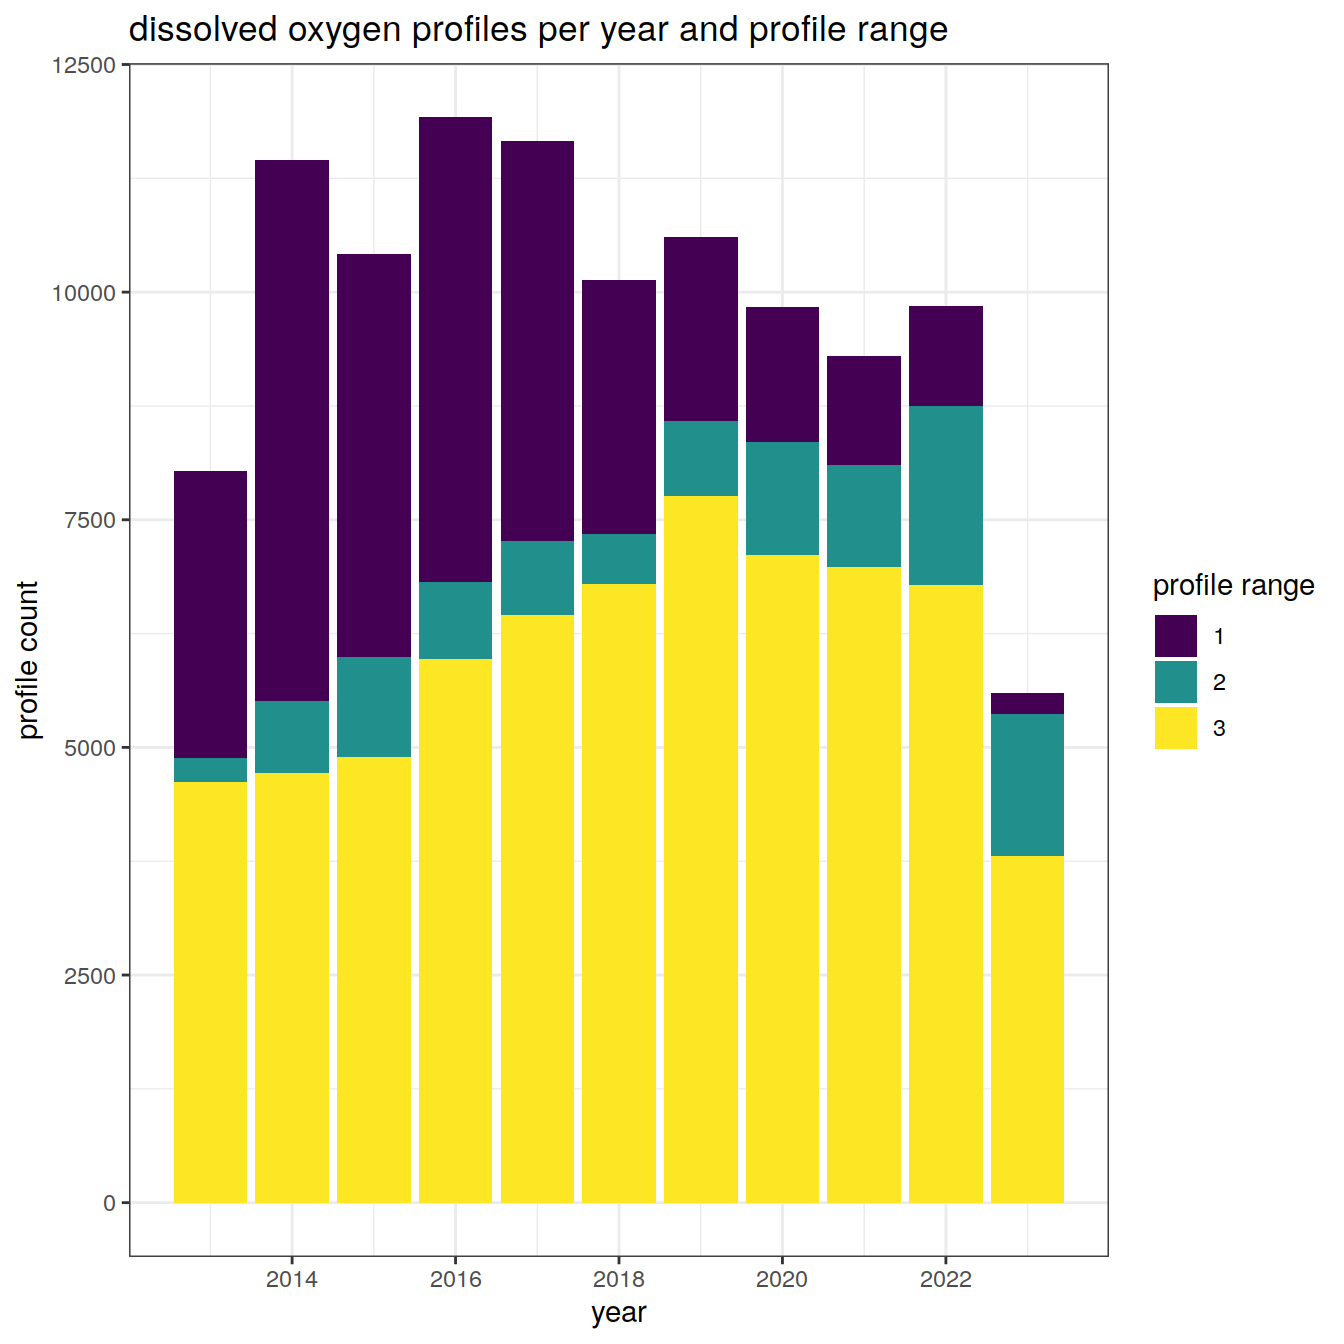 dissolved oxygen profiles per year and profile range
12500
10000
7500
5000
2500
0
profile count
2014 2016 2018 2020 2022
year
profile range
1
2
3